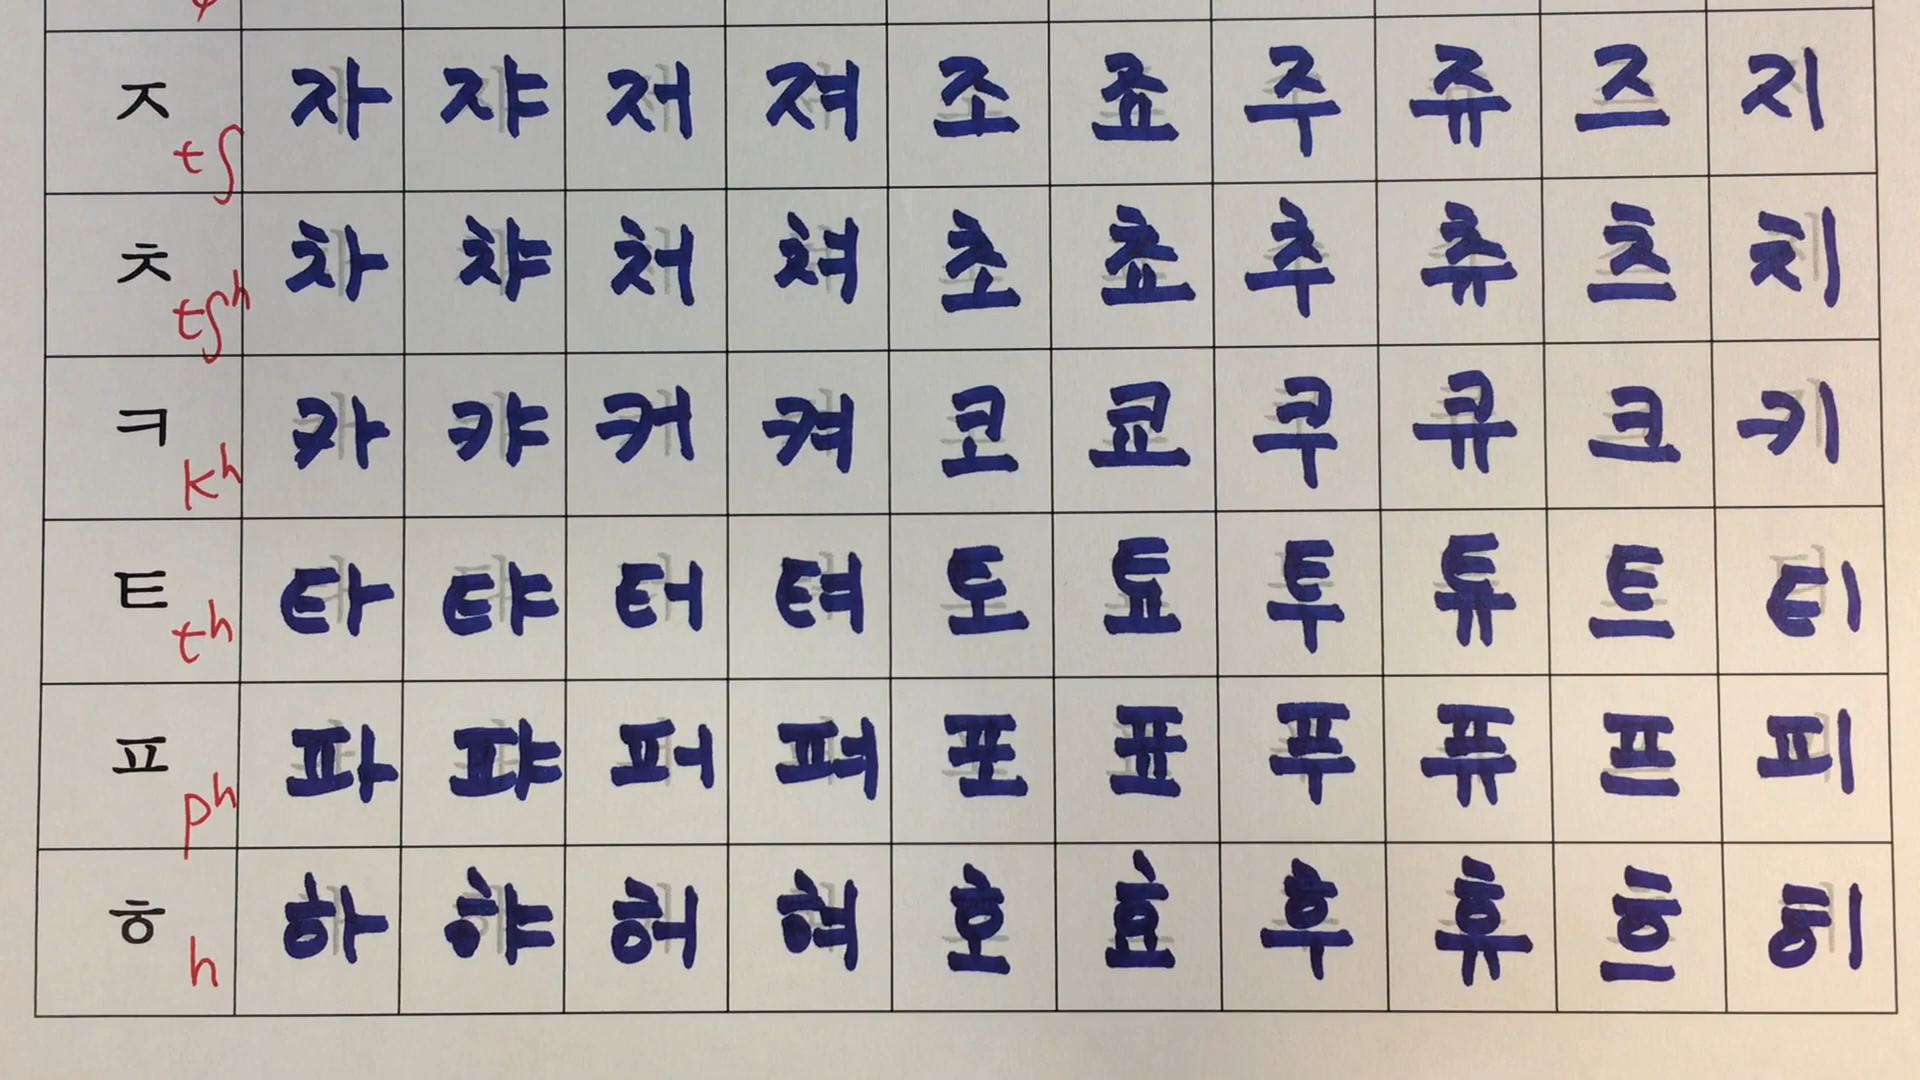 ㅈ tʃ 자 쟈 저 져 조 죠 주 쥬 즈 지
ㅊ tʃʰ 차 챠 처 쳐 초 쵸 추 츄 츠 치
ㅋ kʰ 카 캬 커 켜 코 쿄 쿠 큐 크 키
ㅌ tʰ 타 탸 터 텨 토 툐 투 튜 트 티
ㅍ pʰ 파 퍄 퍼 펴 포 표 푸 퓨 프 피
ㅎ h 하 햐 허 혀 호 효 후 휴 흐 히